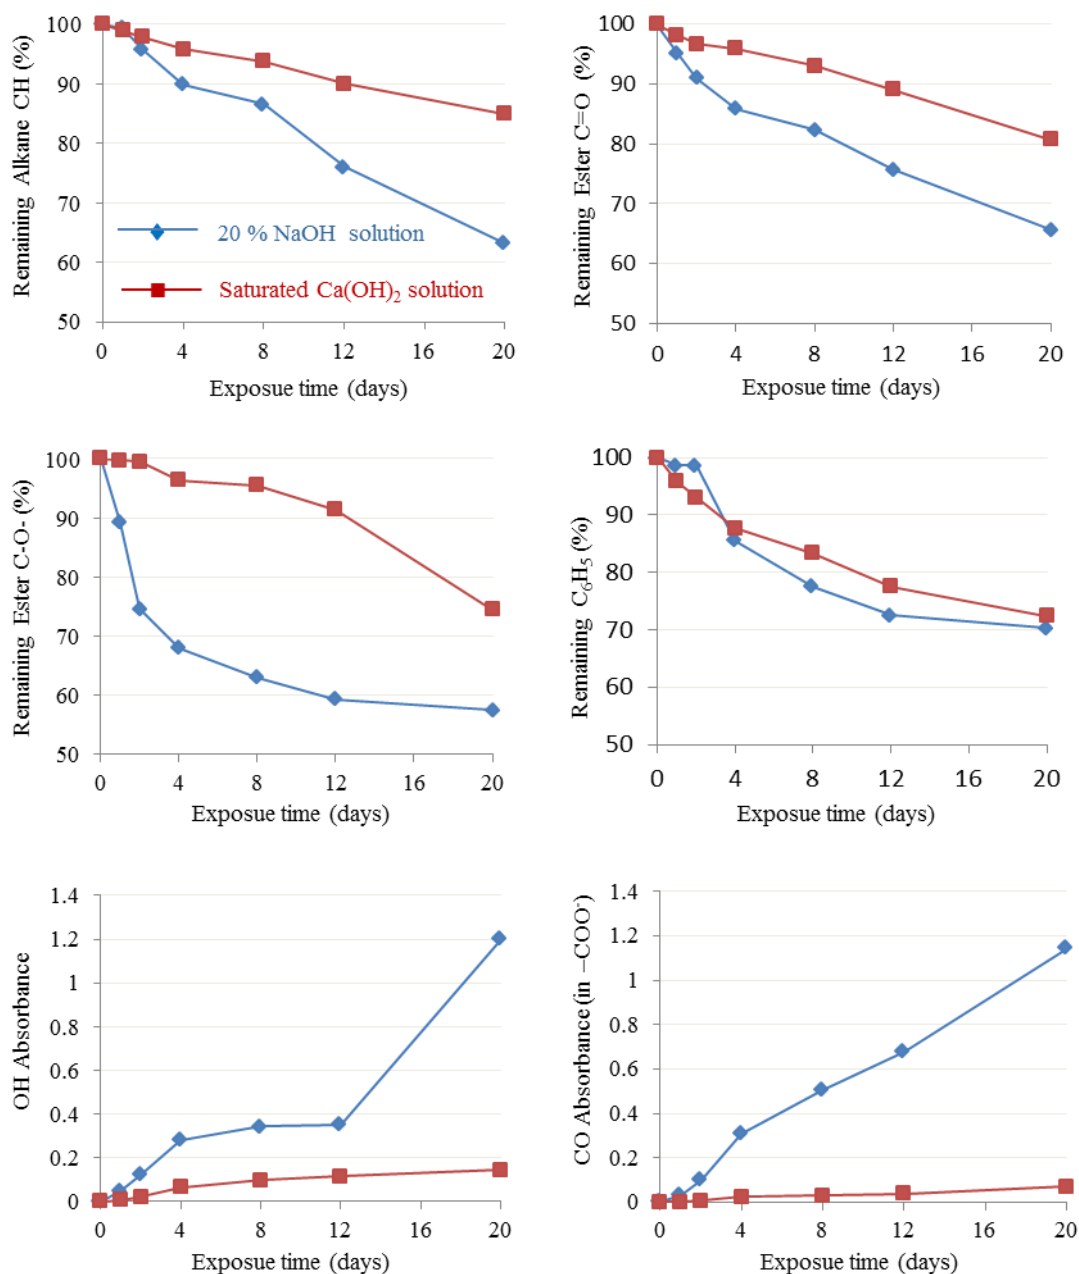 Remaining Alkane CH (%)
100
90
80
70
60
50
20 % NaOH solution
Saturated Ca(OH)2 solution
0 4 8 12 16 20
Exposue time (days)
Remaining Ester C=O (%)
100
90
80
70
60
50
0 4 8 12 16 20
Exposue time (days)
Remaining Ester C-O- (%)
100
90
80
70
60
50
0 4 8 12 16 20
Exposue time (days)
Remaining C6H5 (%)
100
90
80
70
60
50
0 4 8 12 16 20
Exposue time (days)
OH Absorbance
1.4
1.2
1
0.8
0.6
0.4
0.2
0
0 4 8 12 16 20
Exposue time (days)
CO Absorbance (in –COO-)
1.4
1.2
1
0.8
0.6
0.4
0.2
0
0 4 8 12 16 20
Exposue time (days)